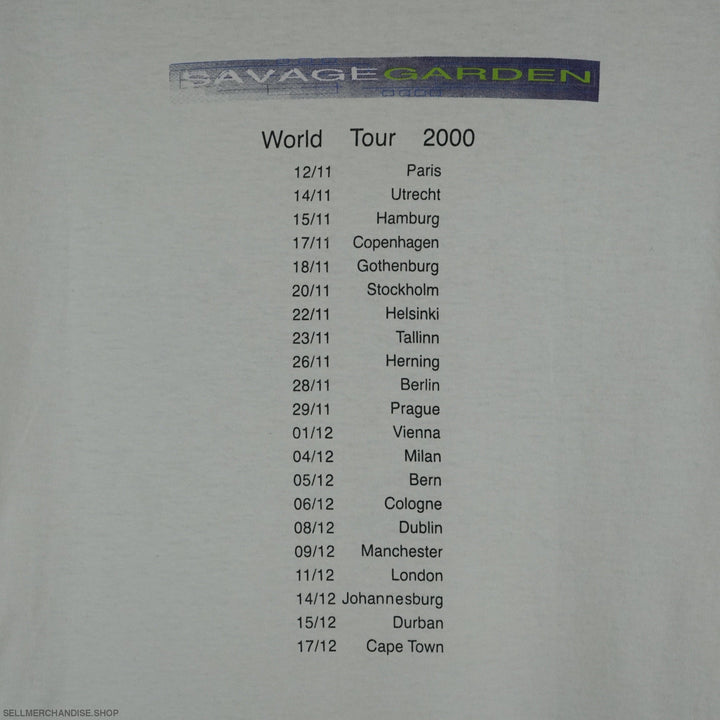 SAVAGE GARDEN
World Tour 2000
12/11 Paris
14/11 Utrecht
15/11 Hamburg
17/11 Copenhagen
18/11 Gothenburg
20/11 Stockholm
22/11 Helsinki
23/11 Tallinn
26/11 Herning
28/11 Berlin
29/11 Prague
01/12 Vienna
04/12 Milan
05/12 Bern
06/12 Cologne
08/12 Dublin
09/12 Manchester
11/12 London
14/12 Johannesburg
15/12 Durban
17/12 Cape Town
SELLMERCHANDISE.SHOP